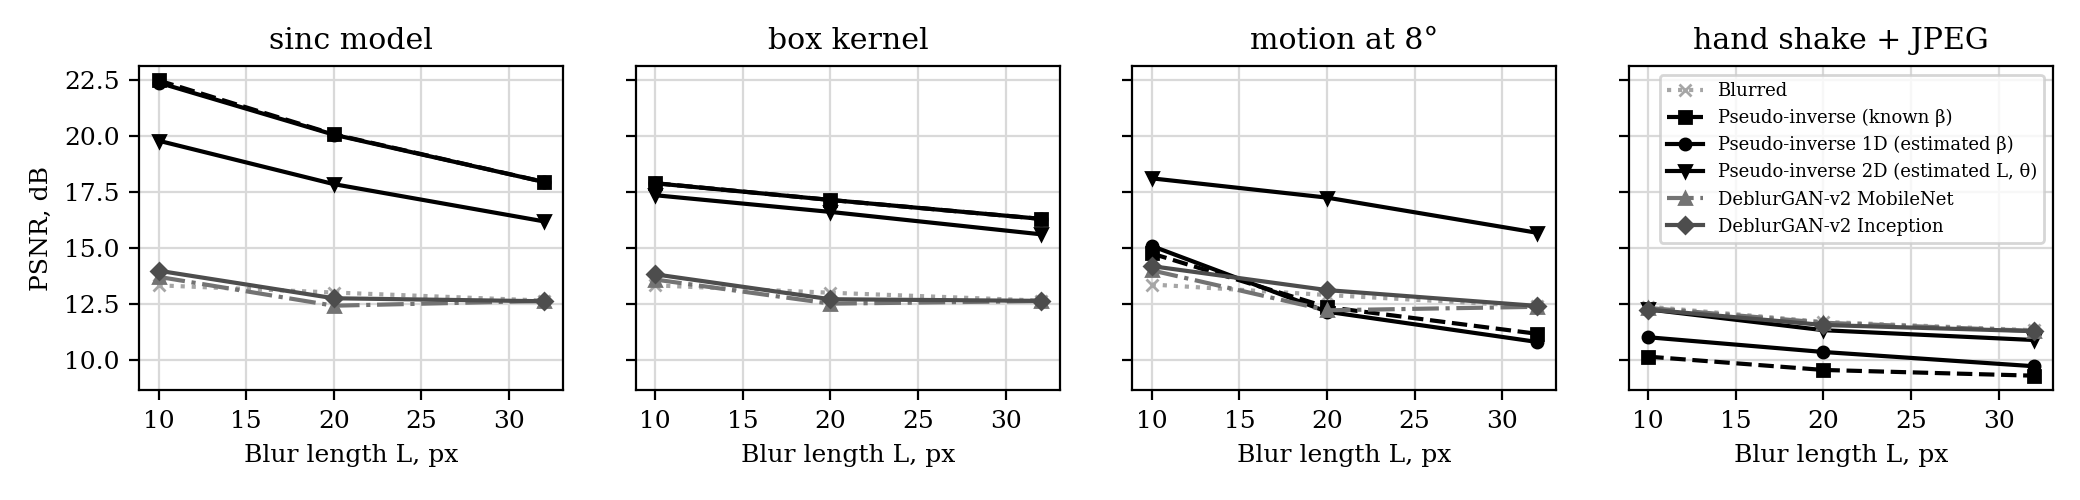 sinc model
box kernel
motion at 8°
hand shake + JPEG
PSNR, dB
22.5
20.0
17.5
15.0
12.5
10.0
Blurred
Pseudo-inverse (known β)
Pseudo-inverse 1D (estimated β)
Pseudo-inverse 2D (estimated L, θ)
DeblurGAN-v2 MobileNet
DeblurGAN-v2 Inception
10 15 20 25 30
10 15 20 25 30
10 15 20 25 30
10 15 20 25 30
Blur length L, px
Blur length L, px
Blur length L, px
Blur length L, px